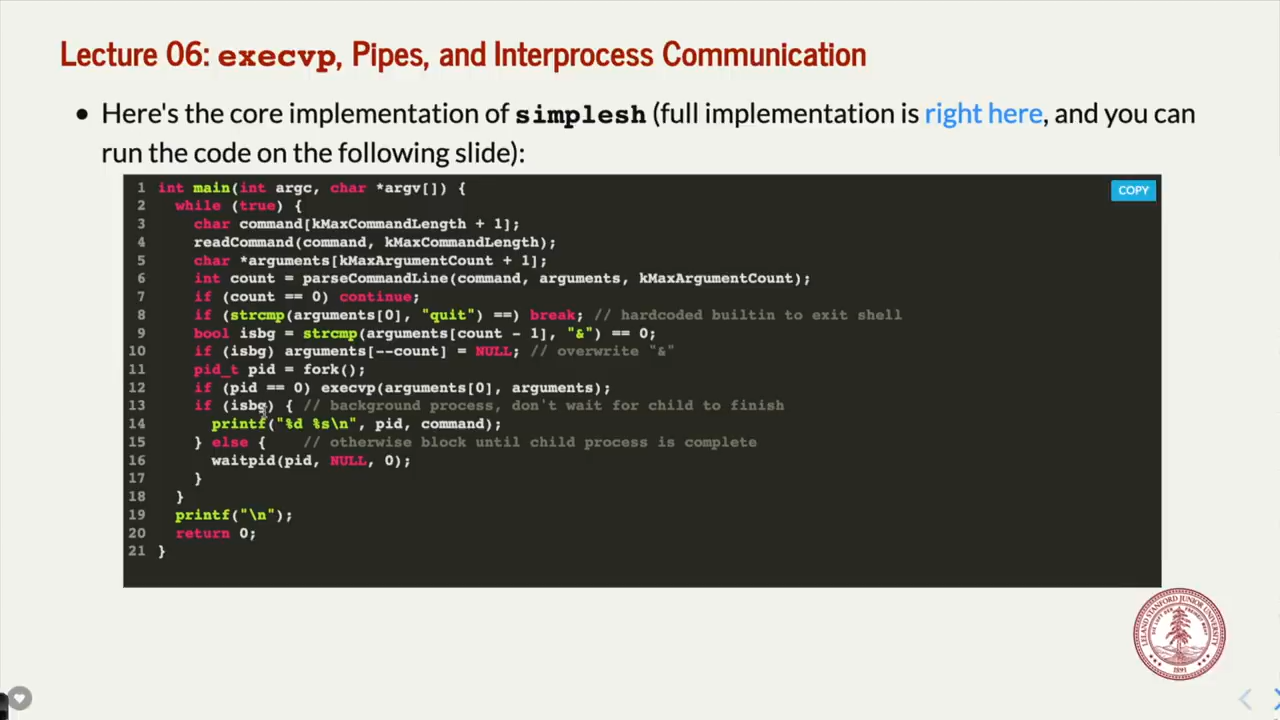 Lecture 06: execvp, Pipes, and Interprocess Communication
• Here's the core implementation of simplesh (full implementation is right here, and you can
run the code on the following slide):
COPY
1 int main(int argc, char *argv[]) {
2   while (true) {
3     char command[kMaxCommandLength + 1];
4     readCommand(command, kMaxCommandLength);
5     char *arguments[kMaxArgumentCount + 1];
6     int count = parseCommandLine(command, arguments, kMaxArgumentCount);
7     if (count == 0) continue;
8     if (strcmp(arguments[0], "quit") ==) break; // hardcoded builtin to exit shell
9     bool isbg = strcmp(arguments[count - 1], "&") == 0;
10     if (isbg) arguments[--count] = NULL; // overwrite "&"
11     pid_t pid = fork();
12     if (pid == 0) execvp(arguments[0], arguments);
13     if (isbg) { // background process, don't wait for child to finish
14       printf("%d %s\n", pid, command);
15     } else {    // otherwise block until child process is complete
16       waitpid(pid, NULL, 0);
17     }
18   }
19   printf("\n");
20   return 0;
21 }
LELAND STANFORD JUNIOR UNIVERSITY
1891